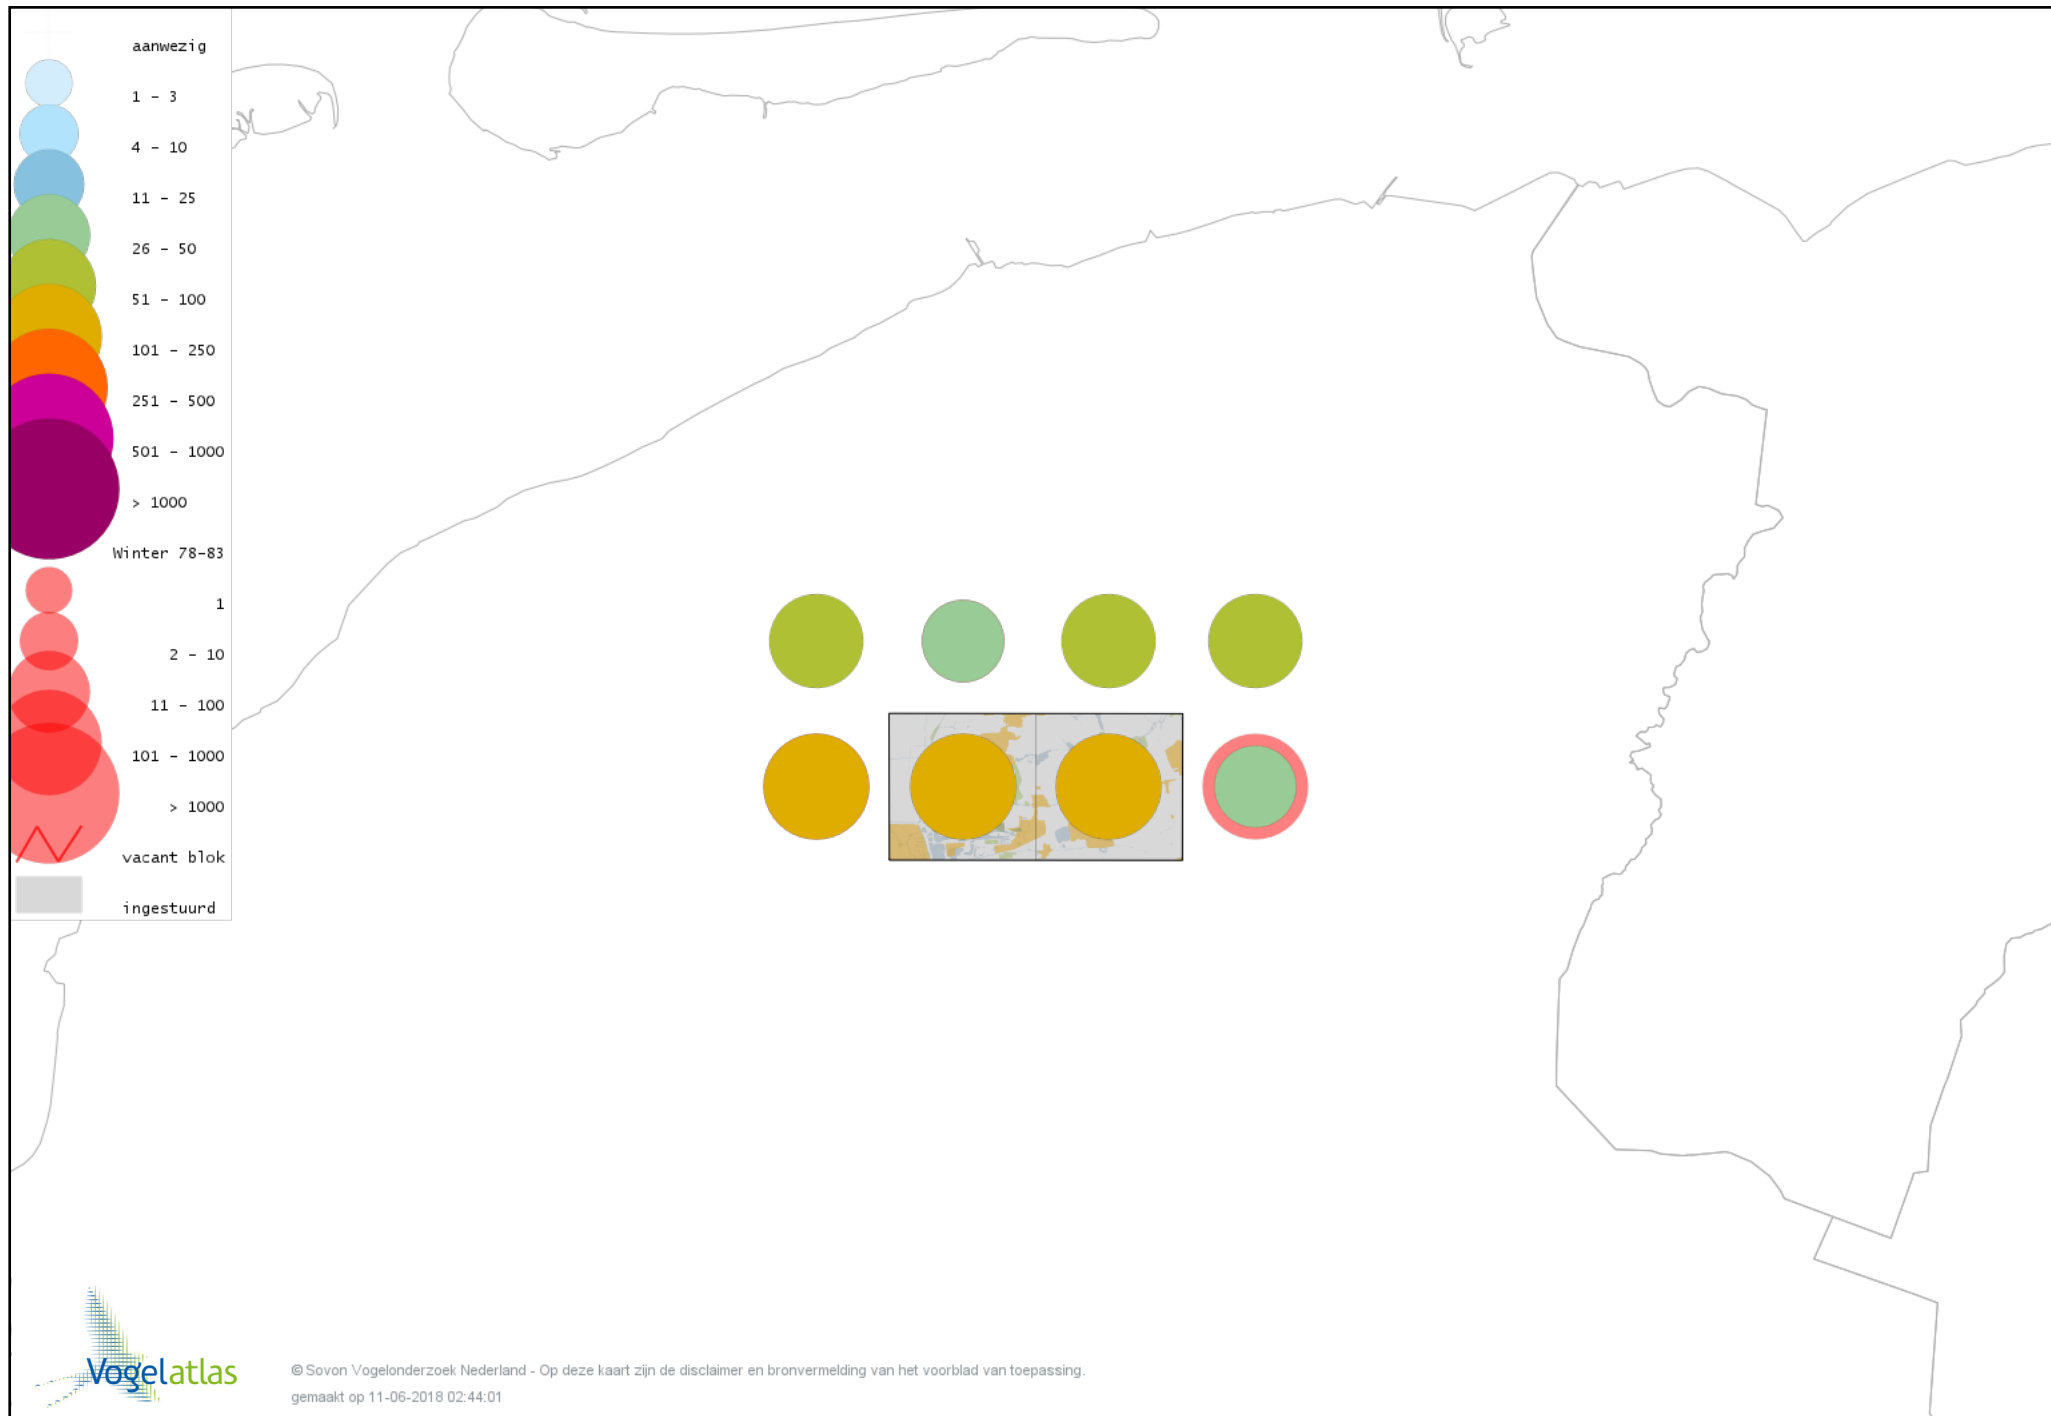 aanwezig
1 - 3
4 - 10
11 - 25
26 - 50
51 - 100
101 - 250
251 - 500
501 - 1000
> 1000
Winter 78-83
1
2 - 10
11 - 100
101 - 1000
> 1000
vacant blok
ingestuurd
Vogelatlas
© Sovon Vogelonderzoek Nederland - Op deze kaart zijn de disclaimer en bronvermelding van het voorblad van toepassing.
gemaakt op 11-06-2018 02:44:01